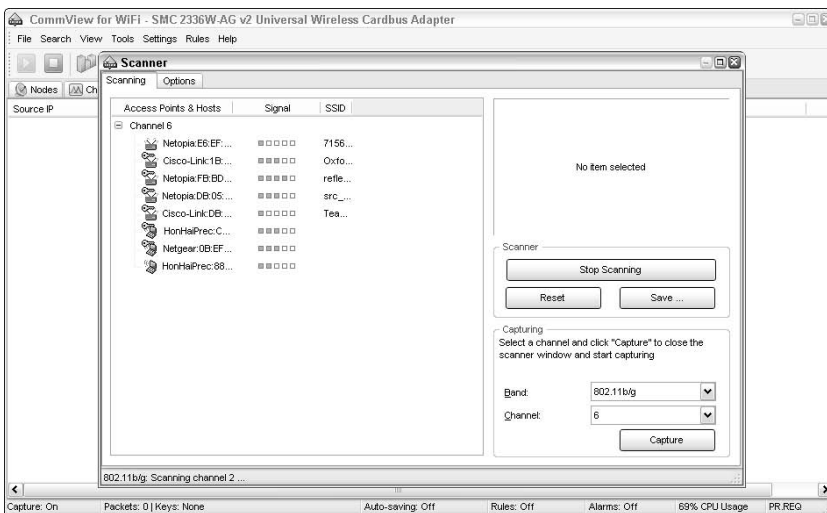 CommView for WiFi - SMC 2336W-AG v2 Universal Wireless Cardbus Adapter
File Search View Tools Settings Rules Help
Nodes Ch
Source IP
Scanner
Scanning Options
Access Points & Hosts Signal SSID
Channel 6
Netopia:E6:EF:... 7156...
Cisco-Link:1B:... Oxfo...
Netopia:FB:BD... refle...
Netopia:DB:05:... src_...
Cisco-Link:DB:... Tea...
HonHaiPrec:C...
Netgear:0B:EF...
HonHaiPrec:88...
No item selected
Scanner
Stop Scanning
Reset Save ...
Capturing
Select a channel and click "Capture" to close the
scanner window and start capturing
Band: 802.11b/g
Channel: 6
Capture
802.11b/g: Scanning channel 2 ...
Capture: On Packets: 0 | Keys: None Auto-saving: Off Rules: Off Alarms: Off 69% CPU Usage PR.REQ